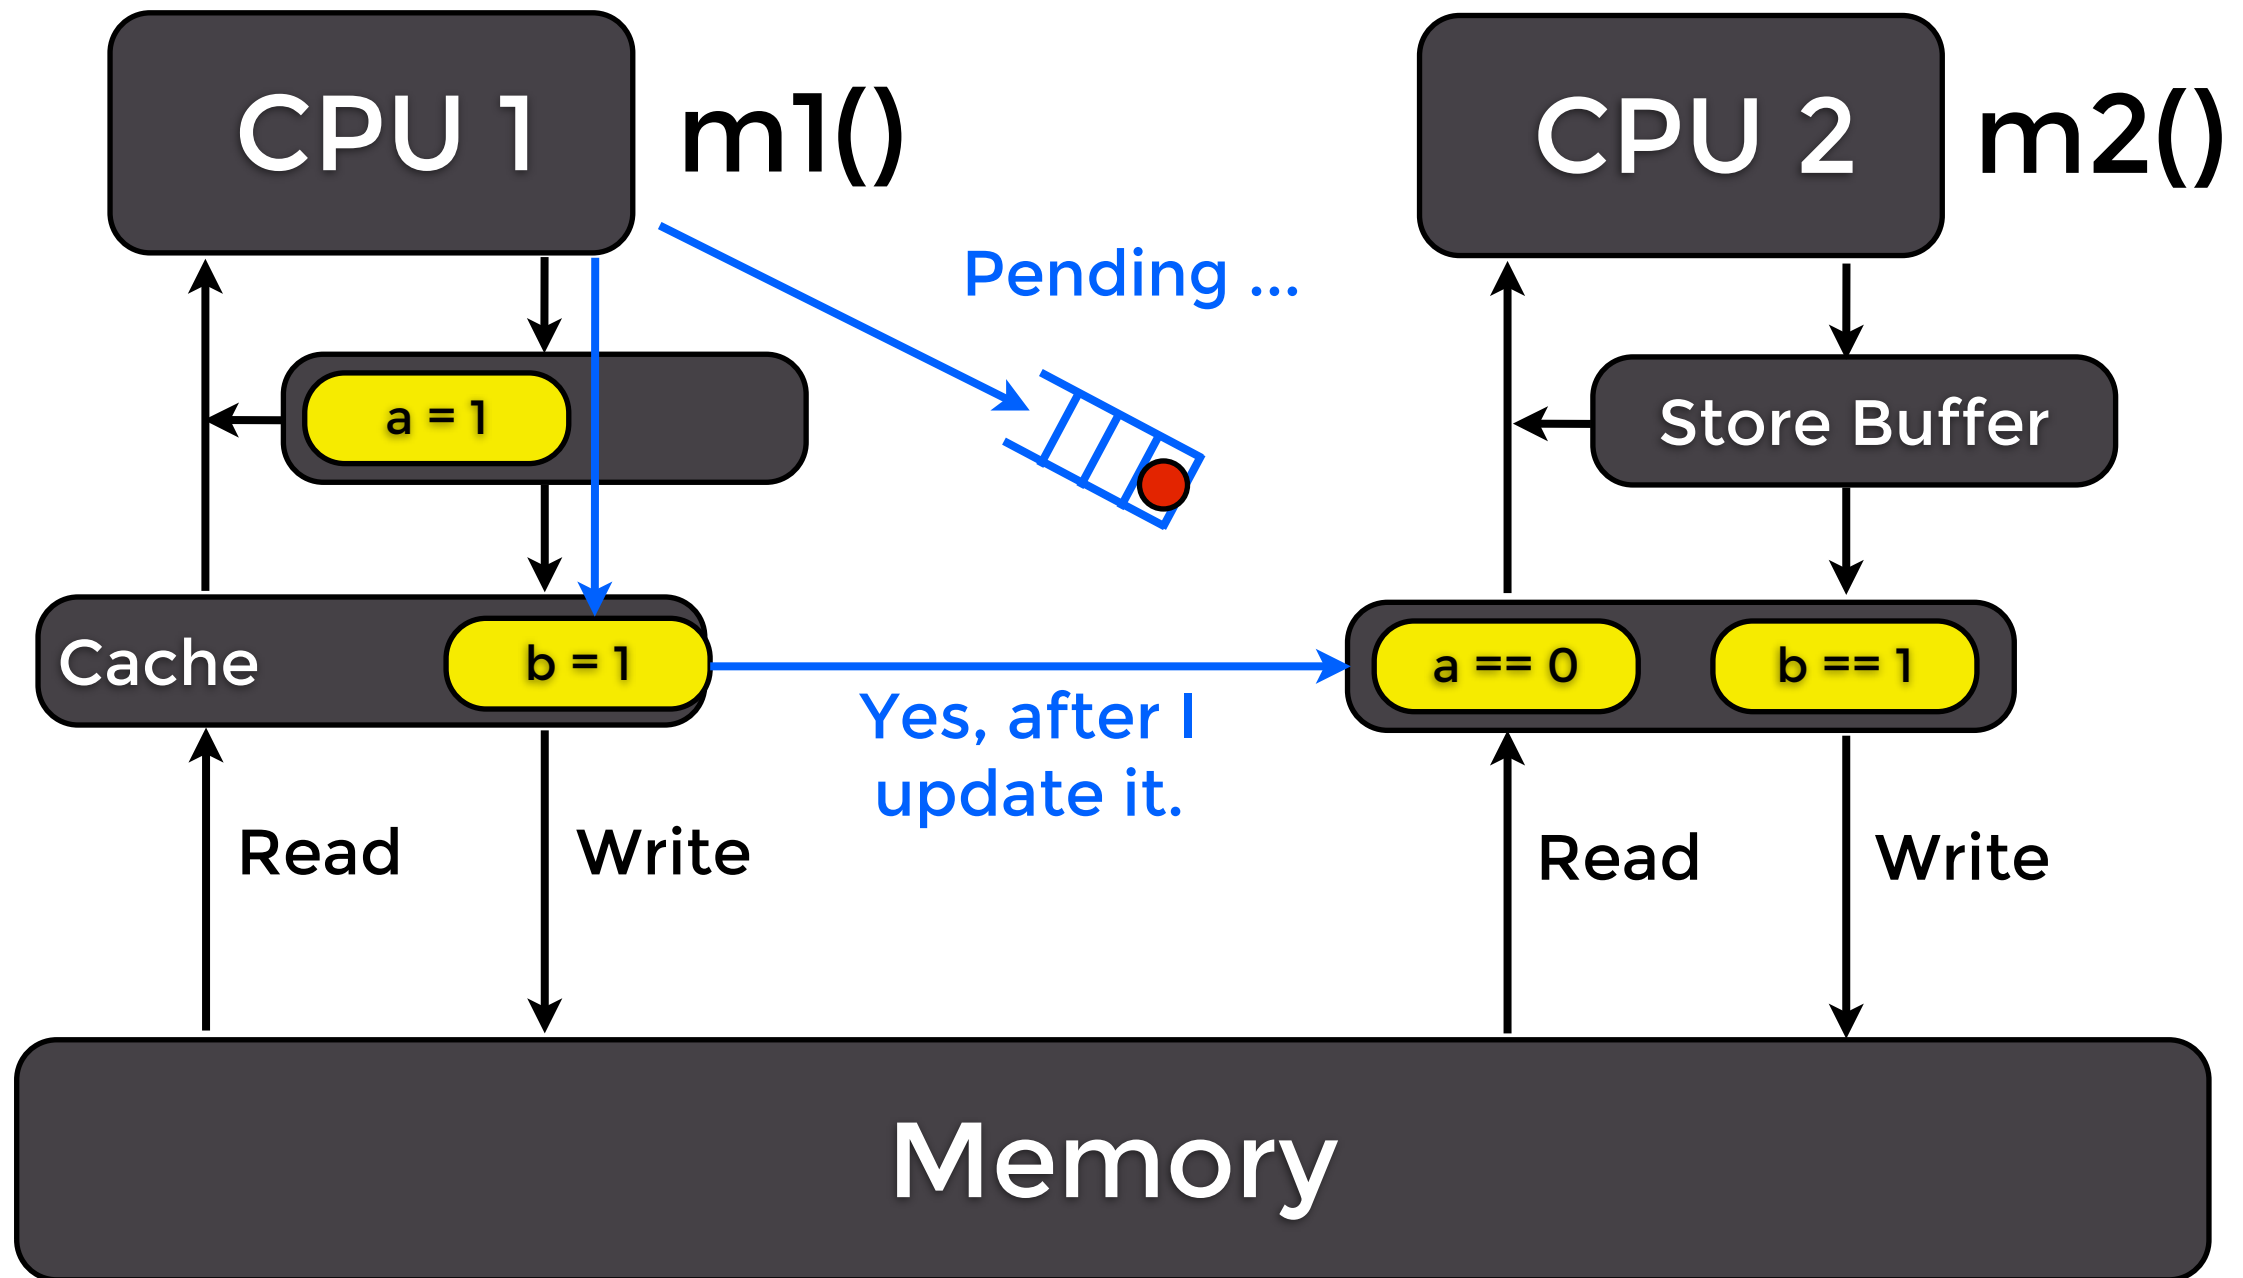 CPU 1
m1()
CPU 2
m2()
Pending ...
a = 1
Store Buffer
Cache
b = 1
a == 0
b == 1
Yes, after I
update it.
Read
Write
Read
Write
Memory